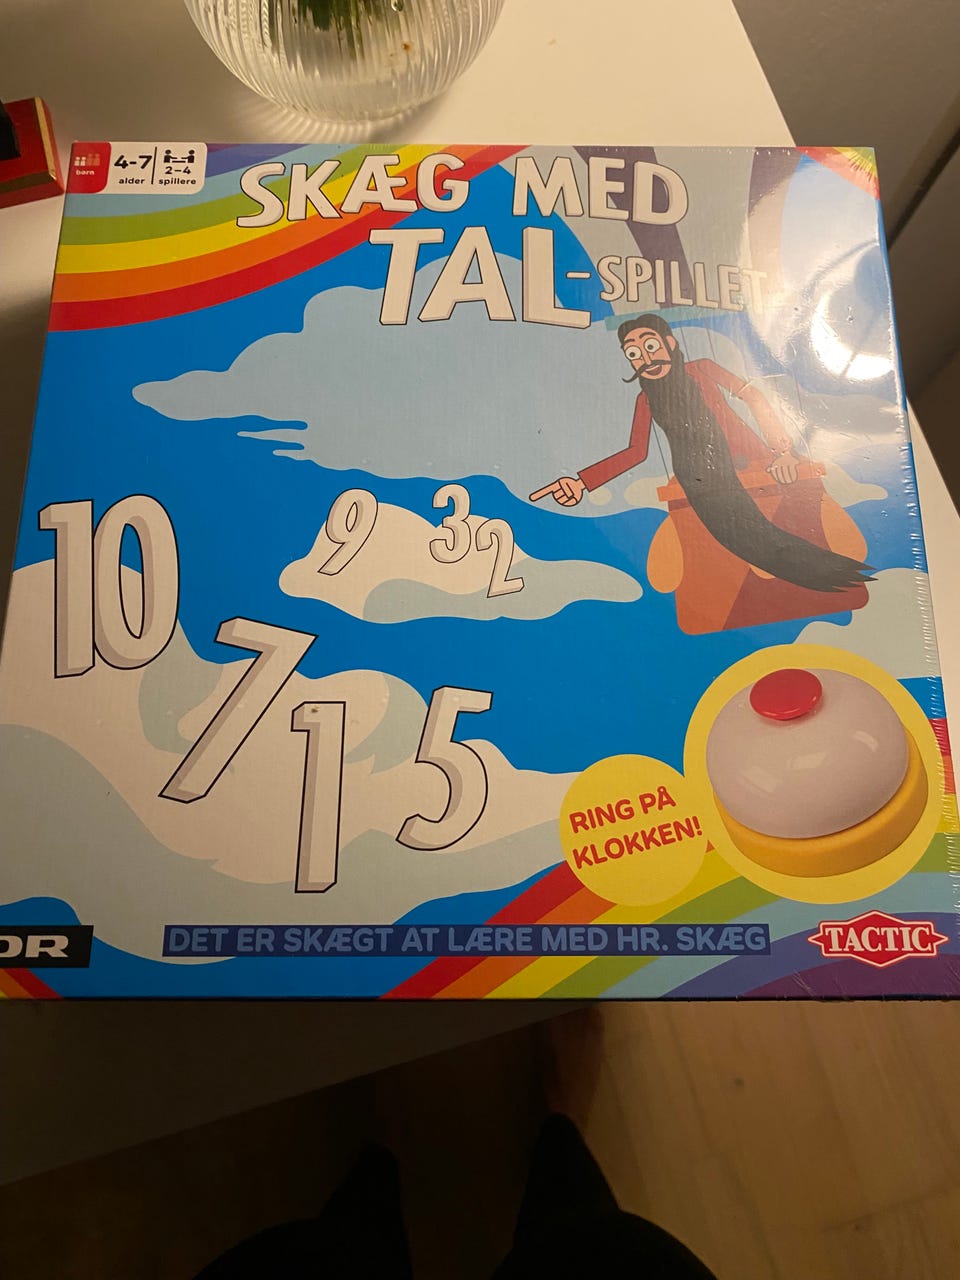 børn
4-7
alder
2-4
spillere
SKÆG MED
TAL-SPILLET
10
9
3
2
7
1
5
RING PÅ
KLOKKEN!
DR
DET ER SKÆGT AT LÆRE MED HR. SKÆG
TACTIC